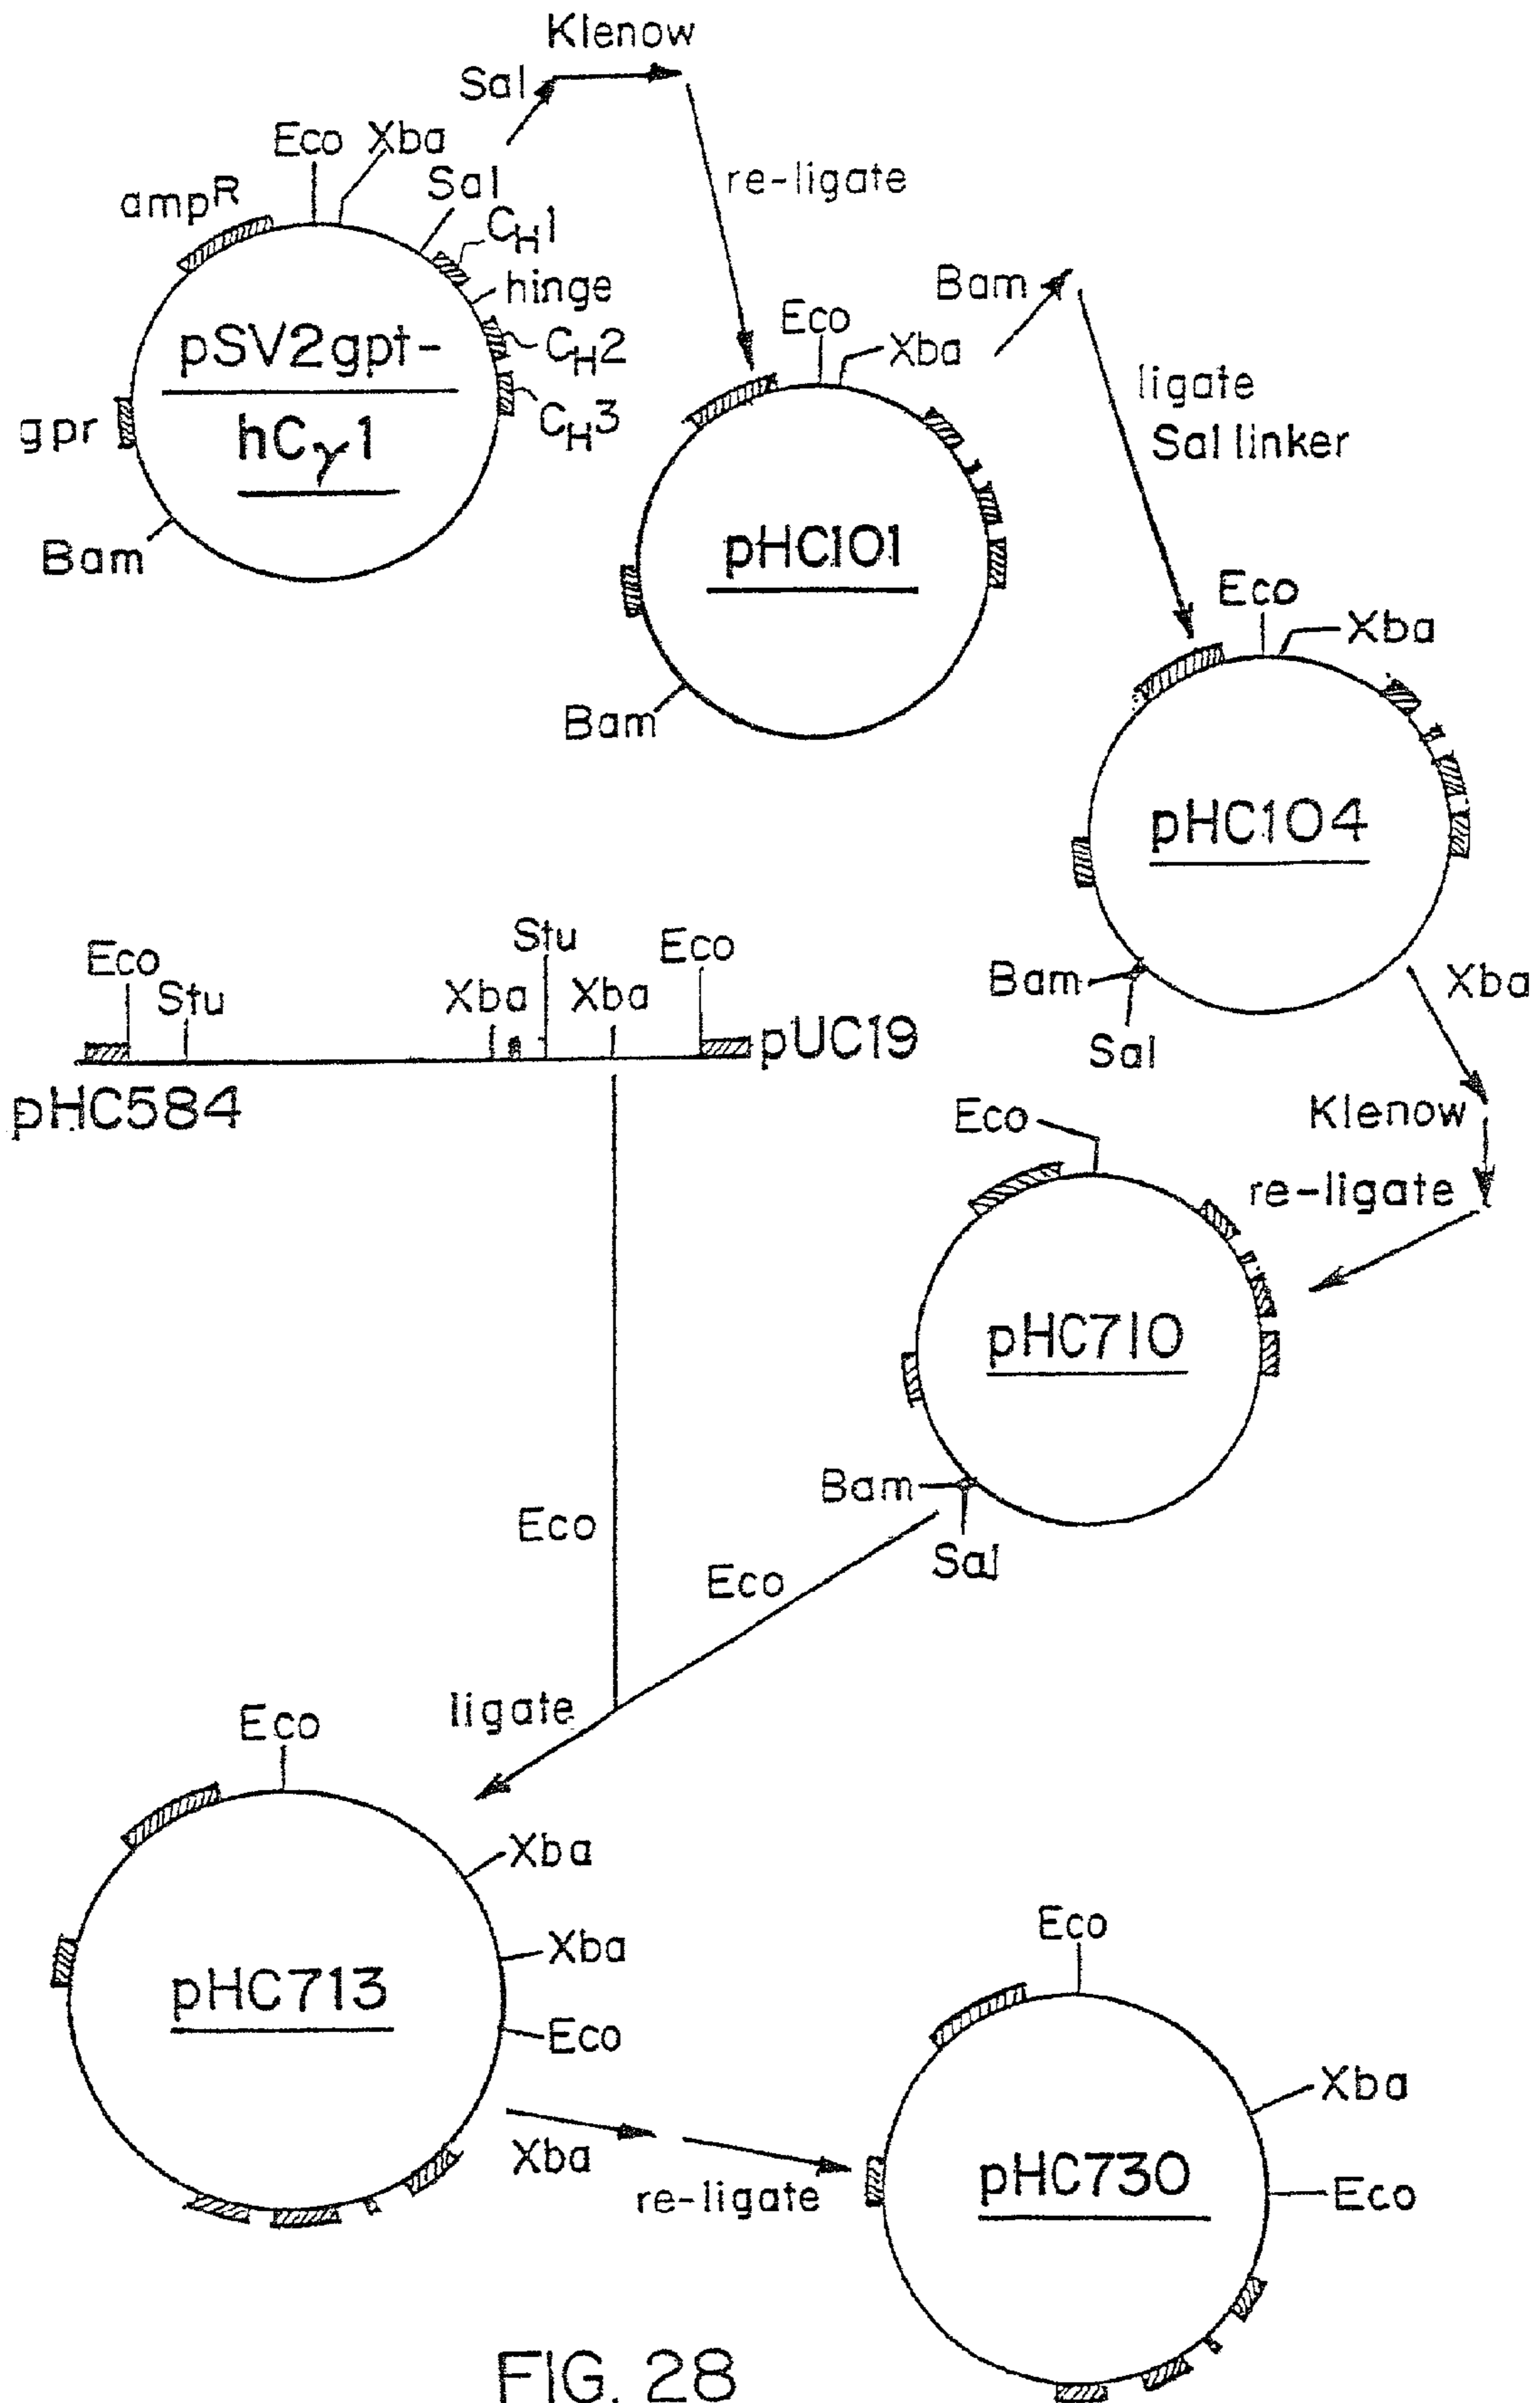 Klenow
Sal
Eco Xba
ampR
Sal
re-ligate
CH1
hinge
CH2
CH3
pSV2gpt-
hCγ1
gpr
Bam
Eco
Xba
Bam
ligate
Sal linker
pHC101
Bam
Eco
Xba
pHC104
Bam
Sal
Xba
Klenow
re-ligate
Eco
Stu
Xba
Stu
Xba
Eco
pUC19
pHC584
Eco
pHC710
Bam
Sal
Eco
Eco
ligate
Eco
Xba
Xba
Eco
pHC713
Xba
re-ligate
Eco
Xba
Eco
pHC730
FIG. 28